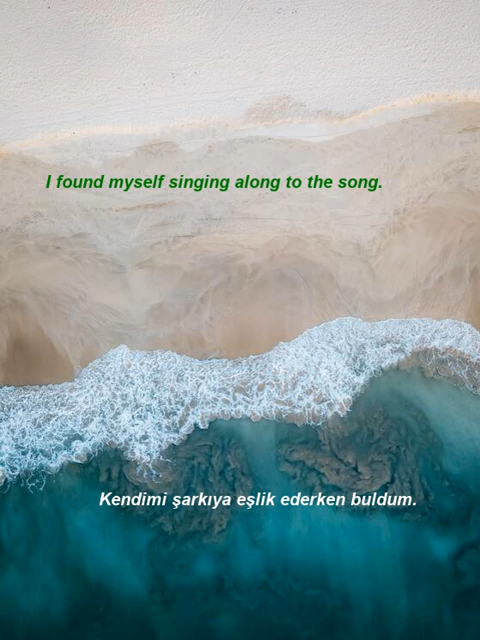 I found myself singing along to the song.
Kendimi şarkıya eşlik ederken buldum.